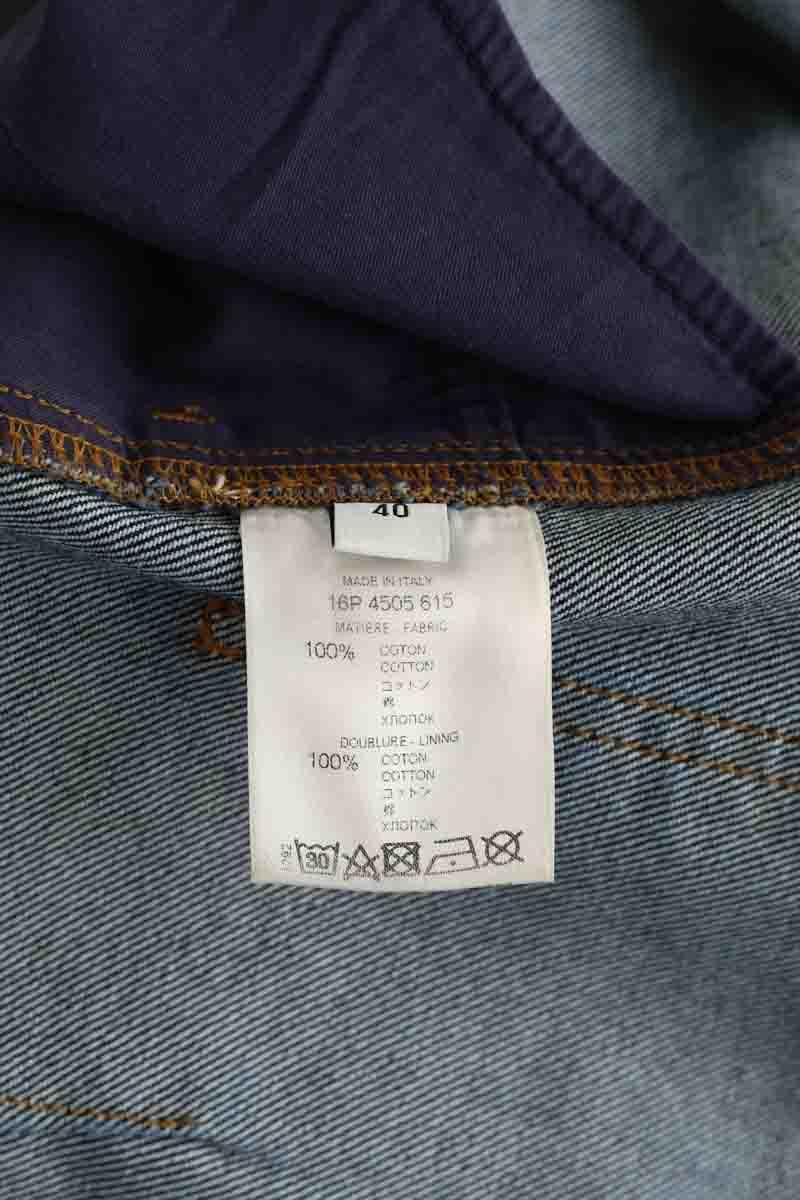 40
MADE IN ITALY
16P 4505 615
MATIERE - FABRIC
100% COTON
COTTON
コットン
棉
ХЛОПОК
DOUBLURE - LINING
100% COTON
COTTON
コットン
棉
ХЛОПОК
30